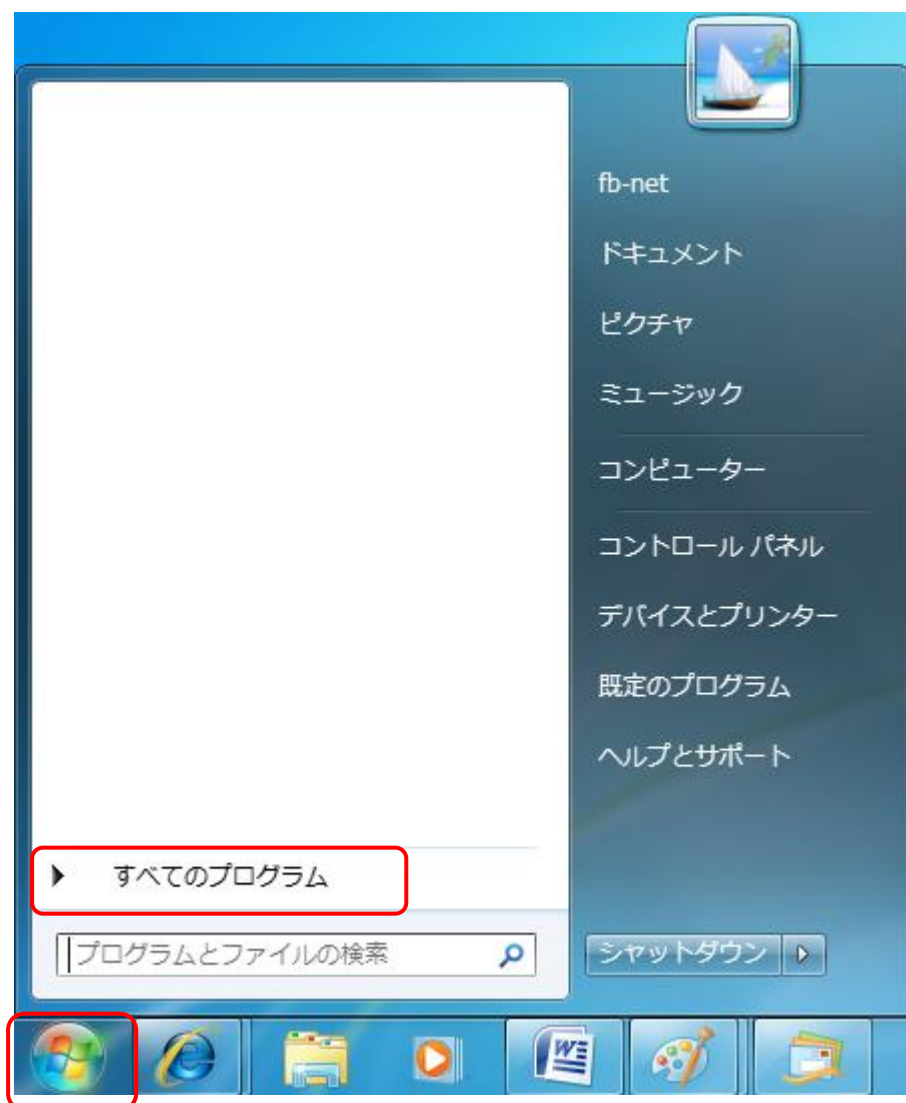 fb-net
ドキュメント
ピクチャ
ミュージック
コンピューター
コントロール パネル
デバイスとプリンター
既定のプログラム
ヘルプとサポート
すべてのプログラム
プログラムとファイルの検索
シャットダウン
W